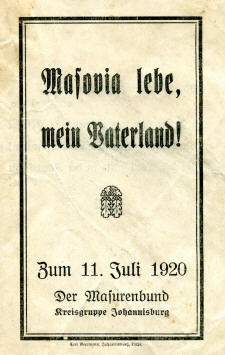 Maſovia lebe,
mein Vaterland!
Zum 11. Juli 1920
Der Maſurenbund
Kreisgruppe Johannisburg